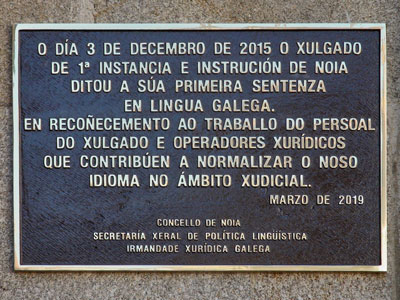 O DÍA 3 DE DECEMBRO DE 2015 O XULGADO
DE 1ª INSTANCIA E INSTRUCIÓN DE NOIA
DITOU A SÚA PRIMEIRA SENTENZA
EN LINGUA GALEGA.
EN RECOÑECEMENTO AO TRABALLO DO PERSOAL
DO XULGADO E OPERADORES XURÍDICOS
QUE CONTRIBÚEN A NORMALIZAR O NOSO
IDIOMA NO ÁMBITO XUDICIAL.
MARZO DE 2019
CONCELLO DE NOIA
SECRETARÍA XERAL DE POLÍTICA LINGÜÍSTICA
IRMANDADE XURÍDICA GALEGA